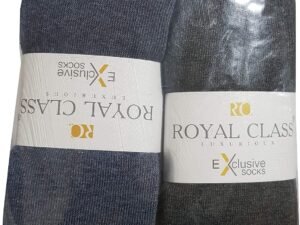 RC
ROYAL CLASS
LUXURIOUS
EXclusive
SOCKS
RC
ROYAL CLASS
LUXURIOUS
EXclusive
SOCKS